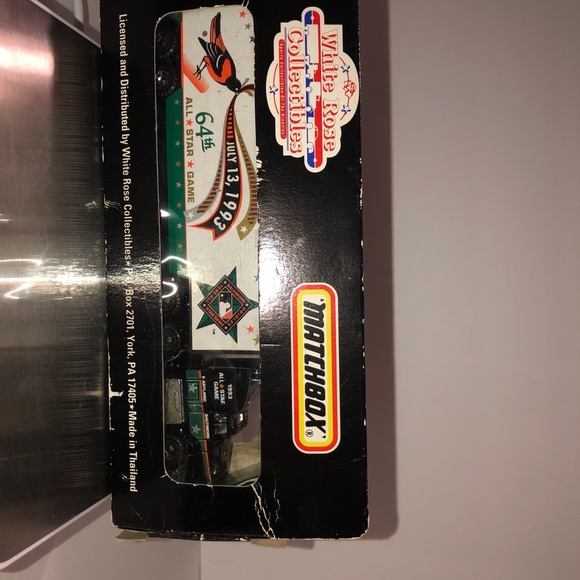 White Rose
Collectibles
MATCHBOX®
64th
ALL ★ STAR ★ GAME
JULY 13, 1993
TM
1993
ALL ★ STAR
GAME
Licensed and Distributed by White Rose Collectibles • P.O. Box 2701, York, PA 17405 • Made in Thailand